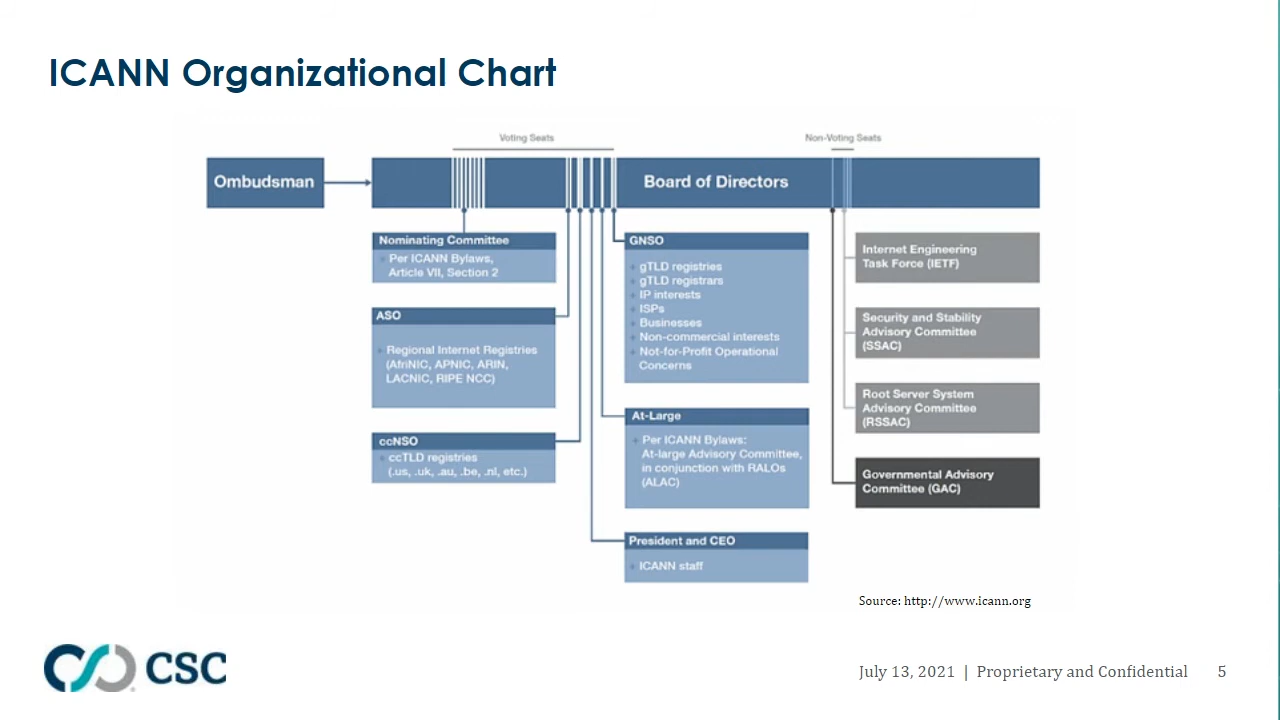 ICANN Organizational Chart
Voting Seats
Non-Voting Seats
Ombudsman
Board of Directors
Nominating Committee
Per ICANN Bylaws,
Article VII, Section 2
ASO
Regional Internet Registries
(AfriNIC, APNIC, ARIN,
LACNIC, RIPE NCC)
ccNSO
ccTLD registries
(.us, .uk, .au, .be, .nl, etc.)
GNSO
gTLD registries
gTLD registrars
IP interests
ISPs
Businesses
Non-commercial interests
Not-for-Profit Operational
Concerns
At-Large
Per ICANN Bylaws:
At-large Advisory Committee,
in conjunction with RALOs
(ALAC)
President and CEO
ICANN staff
Internet Engineering
Task Force (IETF)
Security and Stability
Advisory Committee
(SSAC)
Root Server System
Advisory Committee
(RSSAC)
Governmental Advisory
Committee (GAC)
Source: http://www.icann.org
CSC
July 13, 2021 | Proprietary and Confidential 5